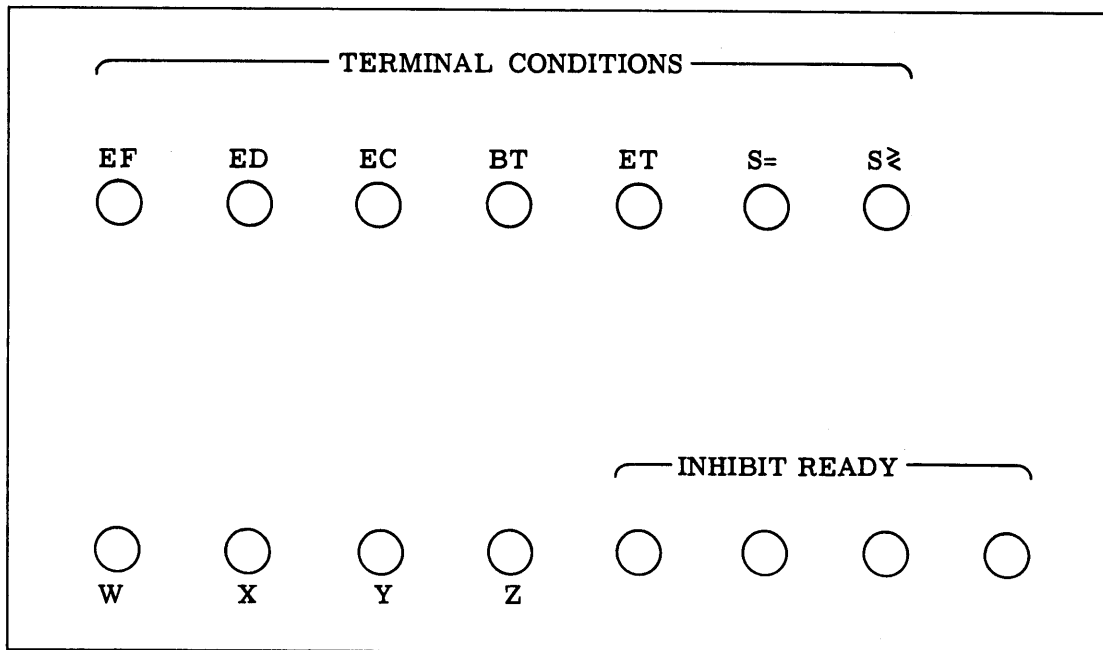 TERMINAL CONDITIONS
EF ED EC BT ET S= S≷
INHIBIT READY
W X Y Z